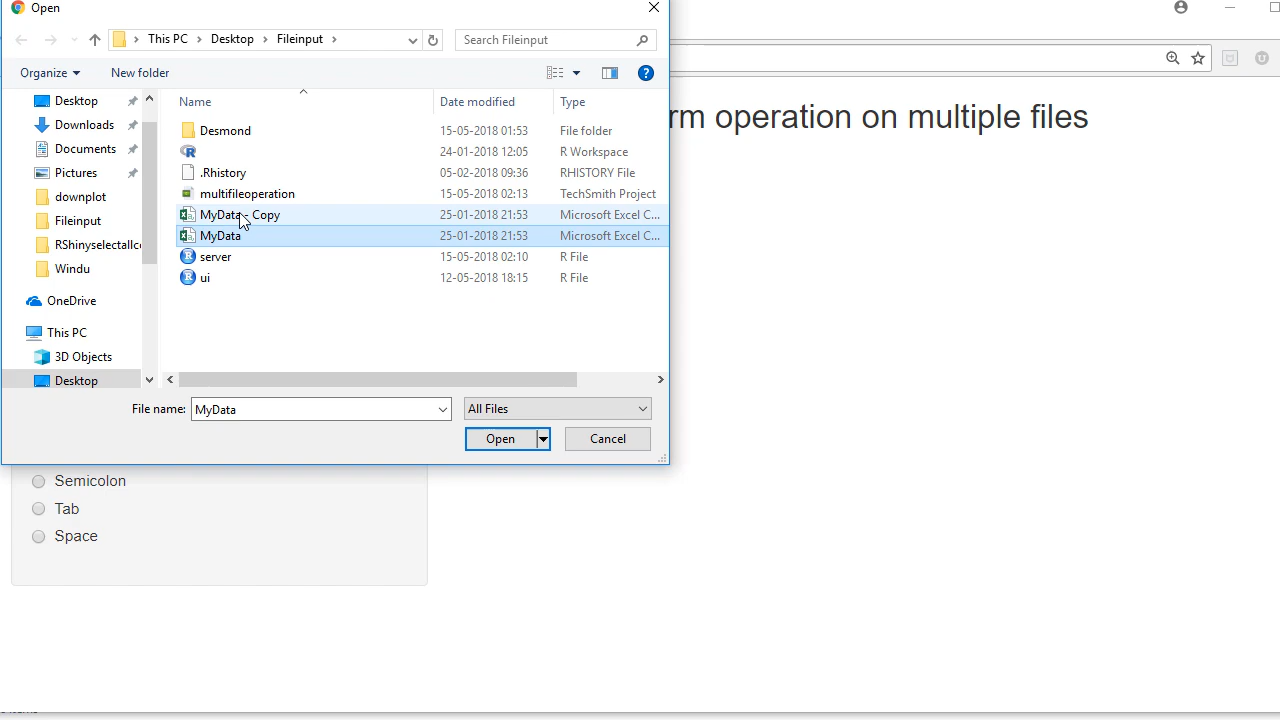 Open
This PC > Desktop > Fileinput >
Search Fileinput
Organize
New folder
Name
Date modified
Type
Desktop
Downloads
Documents
Pictures
downplot
Fileinput
RShinyselectallc
Windu
OneDrive
This PC
3D Objects
Desktop
Desmond 15-05-2018 01:53 File folder
24-01-2018 12:05 R Workspace
.Rhistory 05-02-2018 09:36 RHISTORY File
multifileoperation 15-05-2018 02:13 TechSmith Project
MyData - Copy 25-01-2018 21:53 Microsoft Excel C...
MyData 25-01-2018 21:53 Microsoft Excel C...
server 15-05-2018 02:10 R File
ui 12-05-2018 18:15 R File
File name: MyData
All Files
Open
Cancel
rm operation on multiple files
Semicolon
Tab
Space